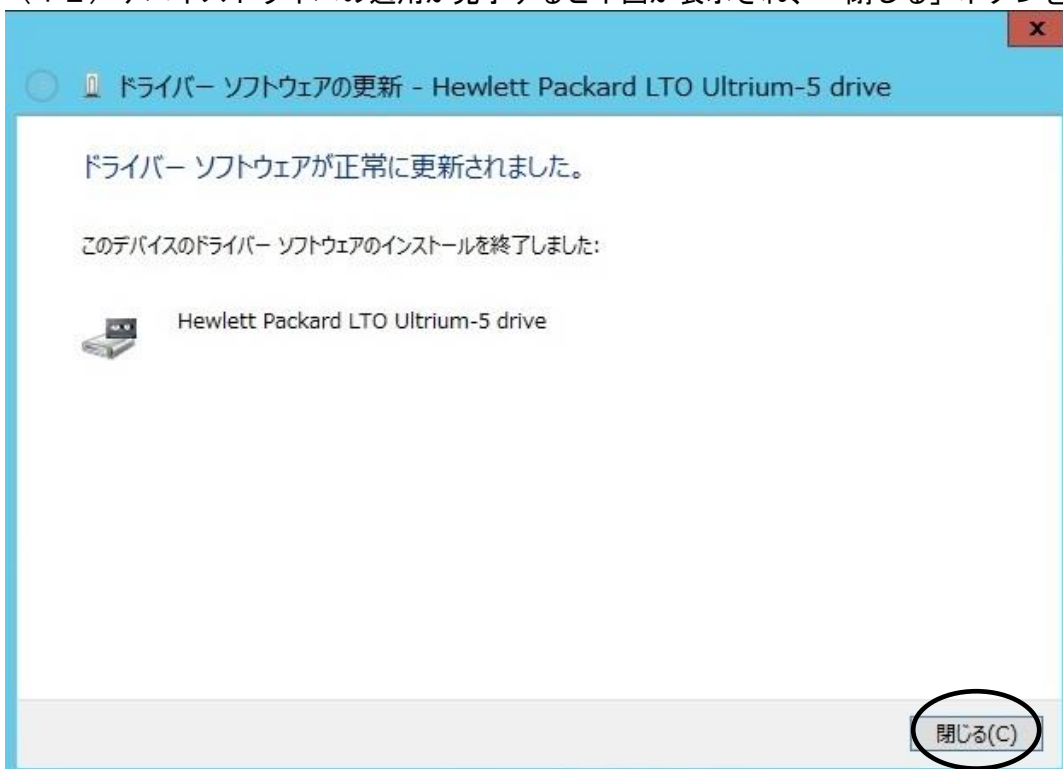 ドライバー ソフトウェアの更新 - Hewlett Packard LTO Ultrium-5 drive
ドライバー ソフトウェアが正常に更新されました。
このデバイスのドライバー ソフトウェアのインストールを終了しました:
Hewlett Packard LTO Ultrium-5 drive
閉じる(C)